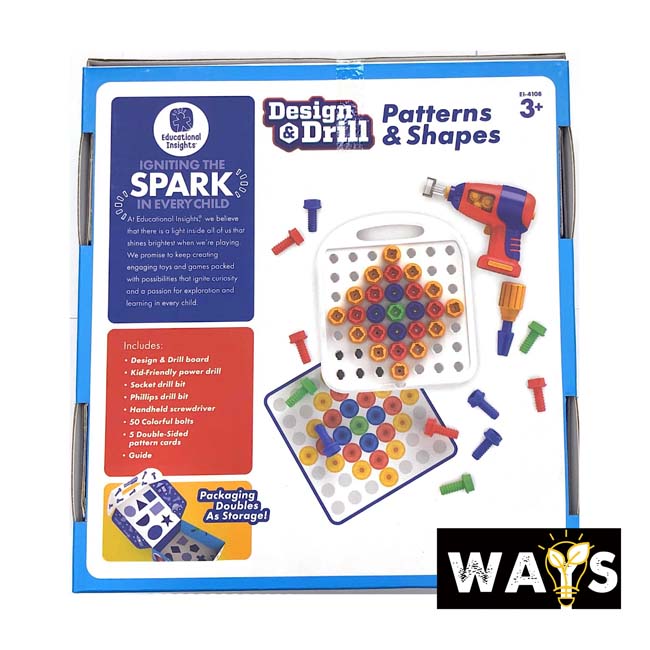 Educational
Insights®
IGNITING THE
SPARK
IN EVERY CHILD
At Educational Insights®, we believe
that there is a light inside all of us that
shines brightest when we're playing.
We promise to keep creating
engaging toys and games packed
with possibilities that ignite curiosity
and a passion for exploration and
learning in every child.
Includes:
• Design & Drill board
• Kid-Friendly power drill
• Socket drill bit
• Phillips drill bit
• Handheld screwdriver
• 50 Colorful bolts
• 5 Double-Sided
pattern cards
• Guide
Packaging
Doubles
As Storage!
Design
& Drill
Patterns
& Shapes
EI-4108
3+
WAYS